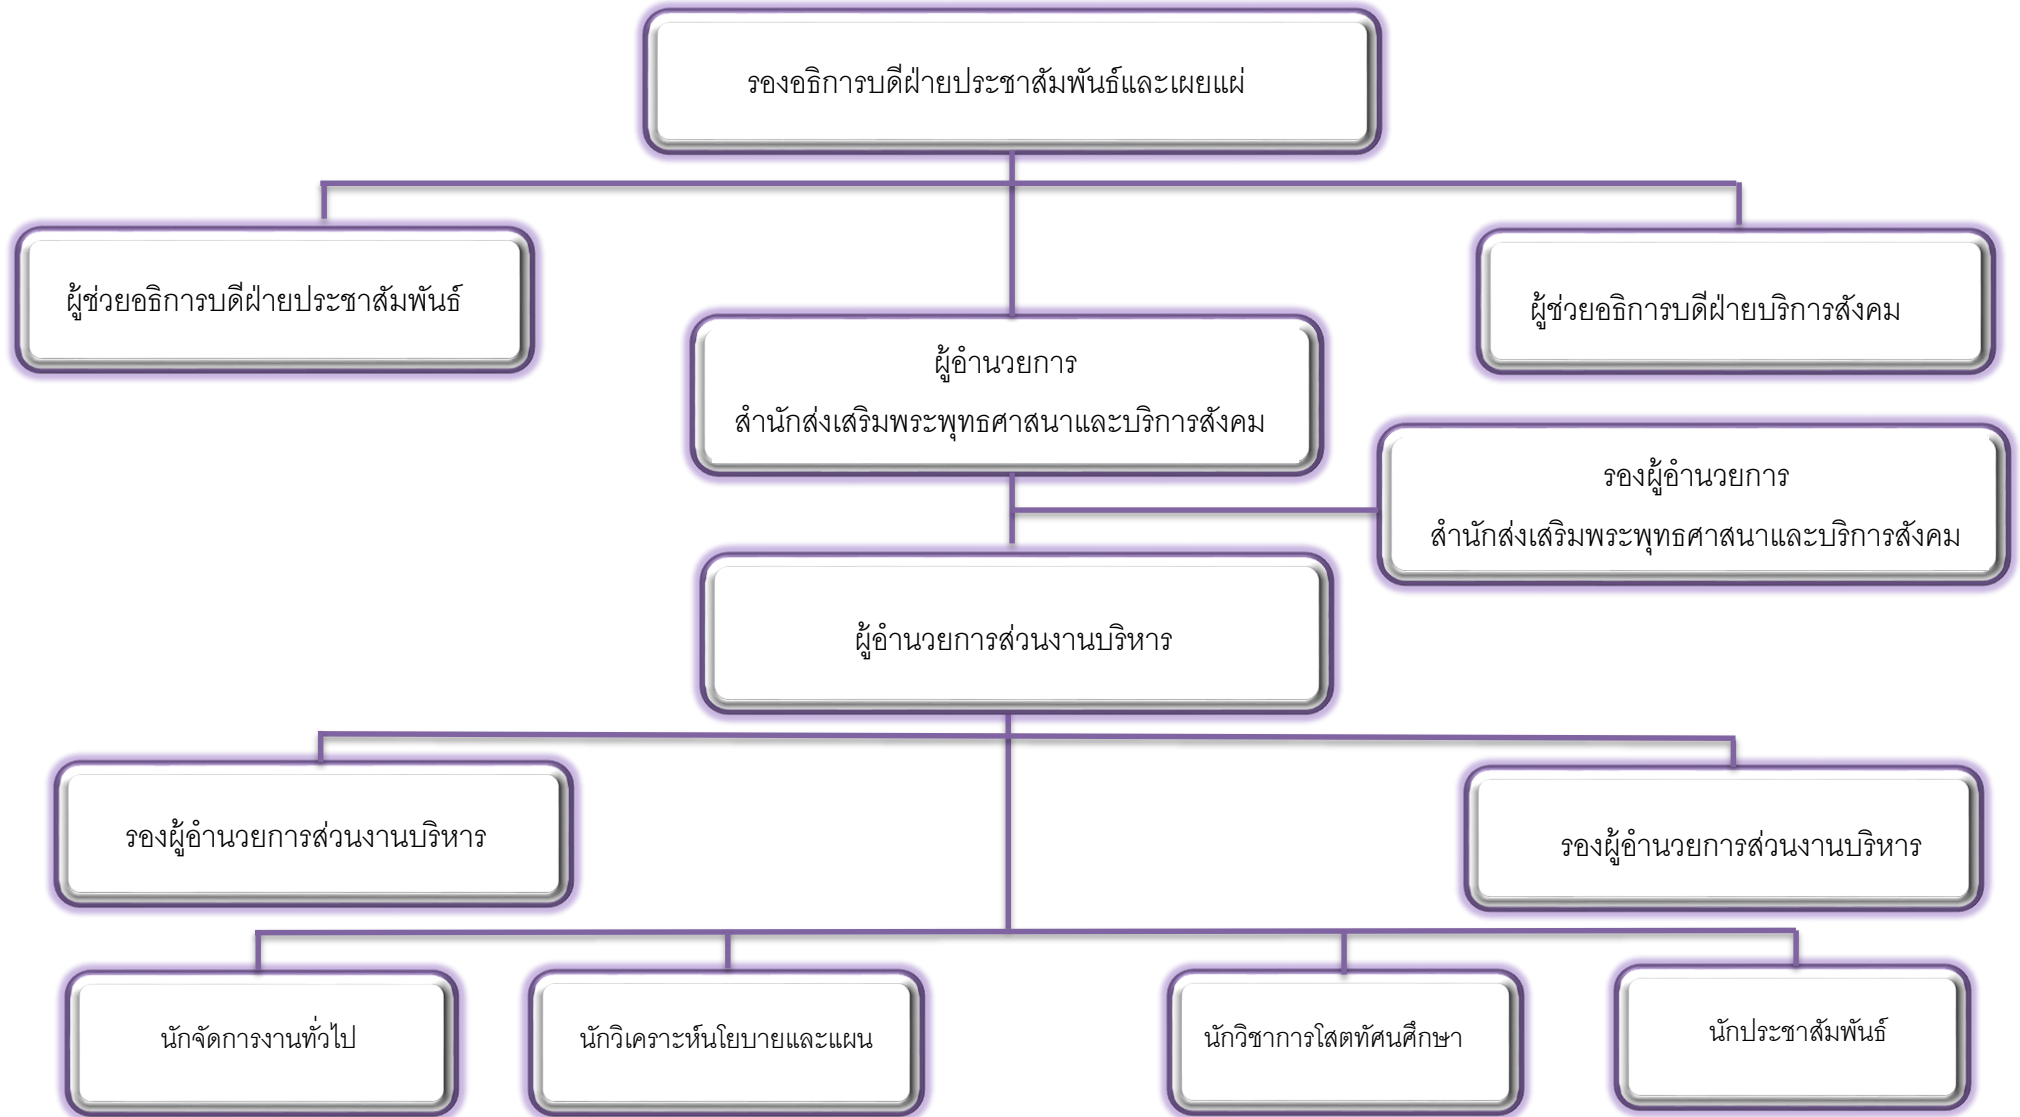 รองอธิการบดีฝ่ายประชาสัมพันธ์และเผยแผ่
ผู้ช่วยอธิการบดีฝ่ายประชาสัมพันธ์
ผู้ช่วยอธิการบดีฝ่ายบริการสังคม
ผู้อำนวยการ
สำนักส่งเสริมพระพุทธศาสนาและบริการสังคม
รองผู้อำนวยการ
สำนักส่งเสริมพระพุทธศาสนาและบริการสังคม
ผู้อำนวยการส่วนงานบริหาร
รองผู้อำนวยการส่วนงานบริหาร
รองผู้อำนวยการส่วนงานบริหาร
นักจัดการงานทั่วไป
นักวิเคราะห์นโยบายและแผน
นักวิชาการโสตทัศนศึกษา
นักประชาสัมพันธ์